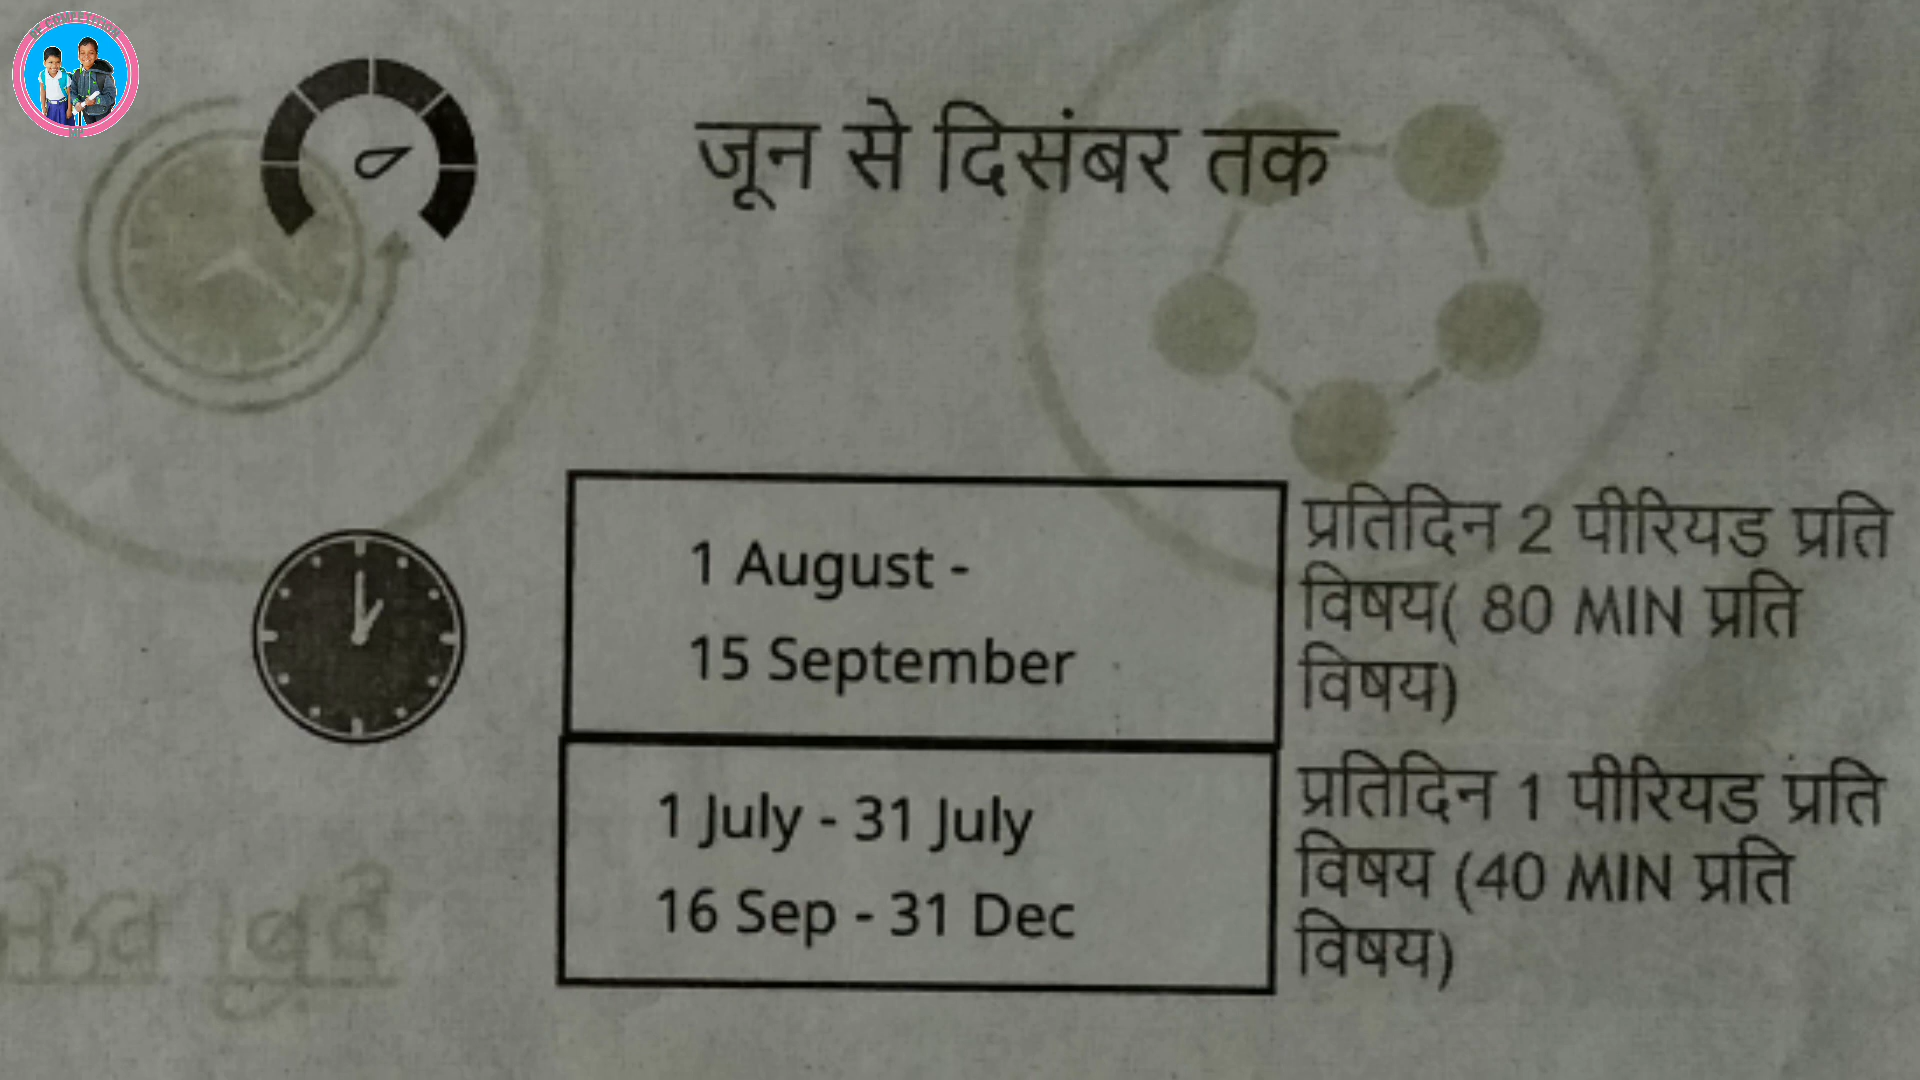 जून से दिसंबर तक
1 August -
15 September
प्रतिदिन 2 पीरियड प्रति
विषय( 80 MIN प्रति
विषय)
1 July - 31 July
16 Sep - 31 Dec
प्रतिदिन 1 पीरियड प्रति
विषय (40 MIN प्रति
विषय)